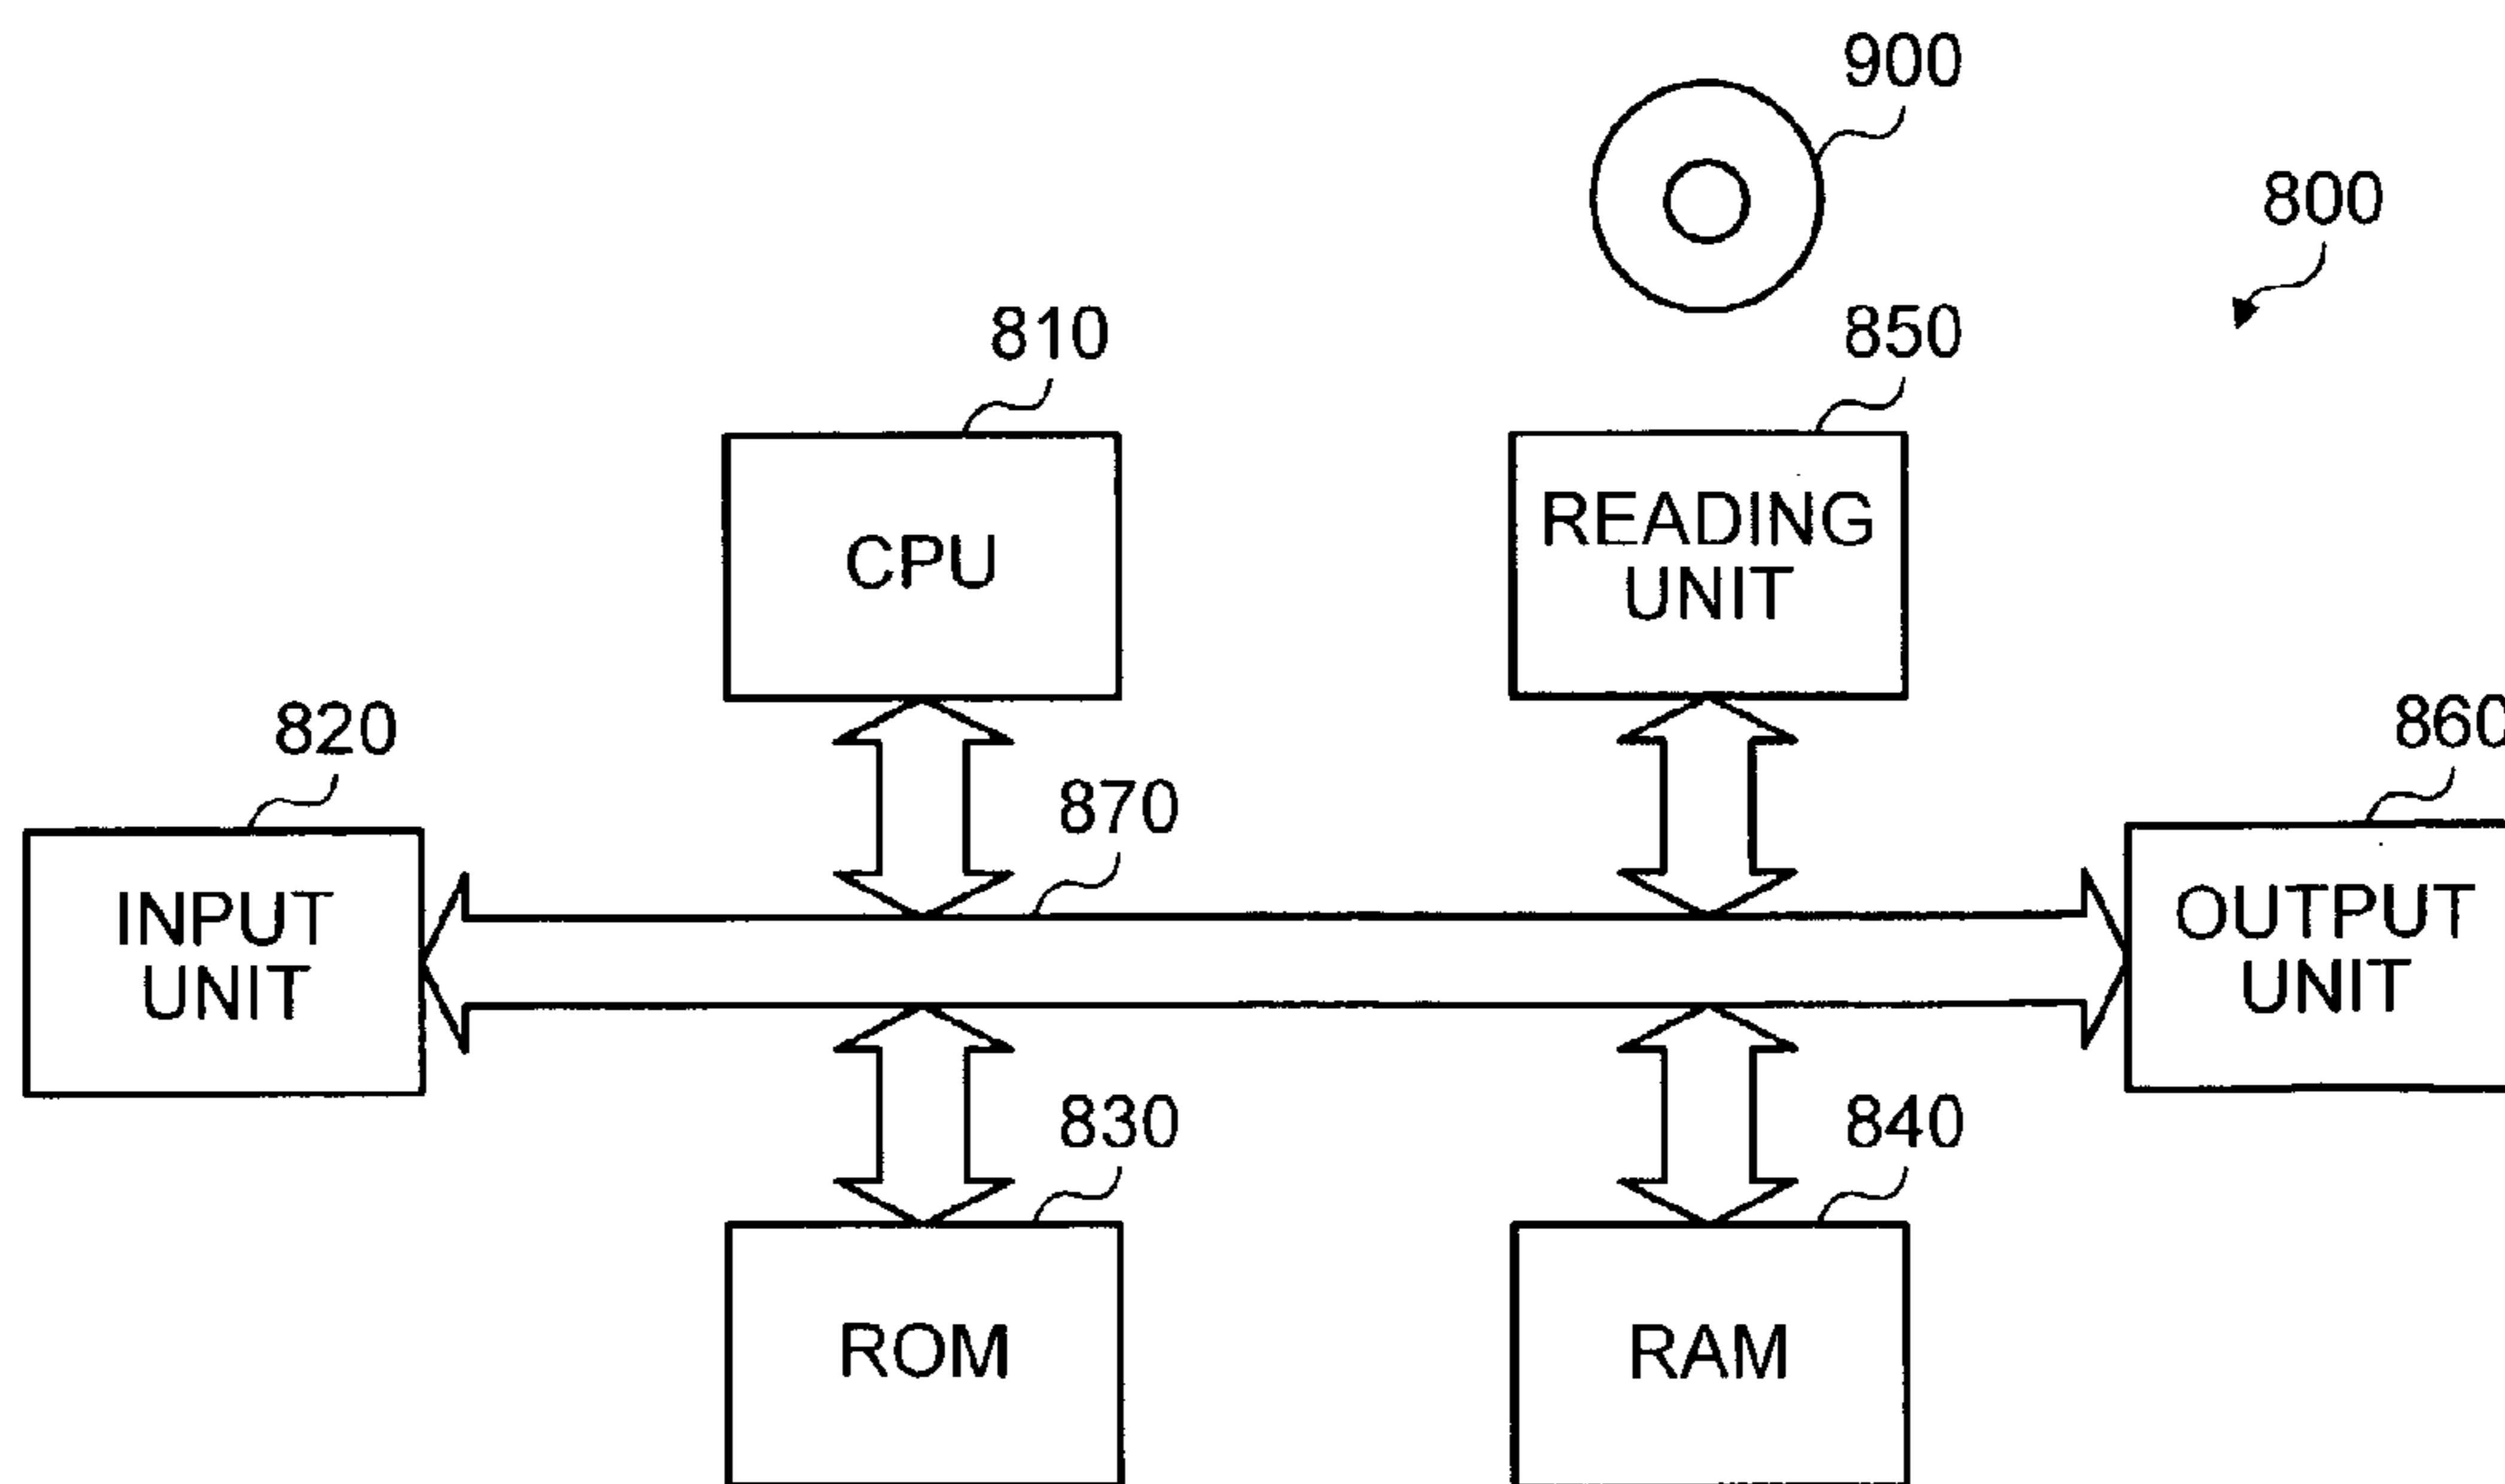 900
800
810
850
CPU
READING
UNIT
820
860
870
INPUT
UNIT
OUTPUT
UNIT
830
840
ROM
RAM